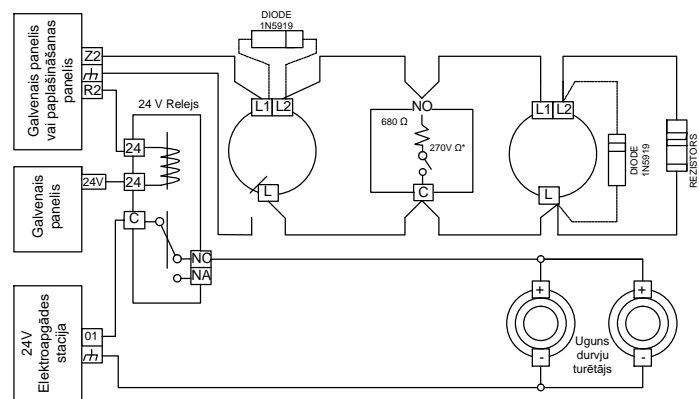 DIODE
1N5919
Galvenais panelis
vai paplašināšanas
panelis
Z2
R2
24 V Relejs
L1 L2
L
NO
680 Ω
270V Ω*
C
L1 L2
L
DIODE
1N5919
REZISTORS
24
24
Galvenais
panelis
24V
C
NC
NA
24V
Elektroapgādes
stacija
01
+
-
+
-
Uguns
durvju
turētājs